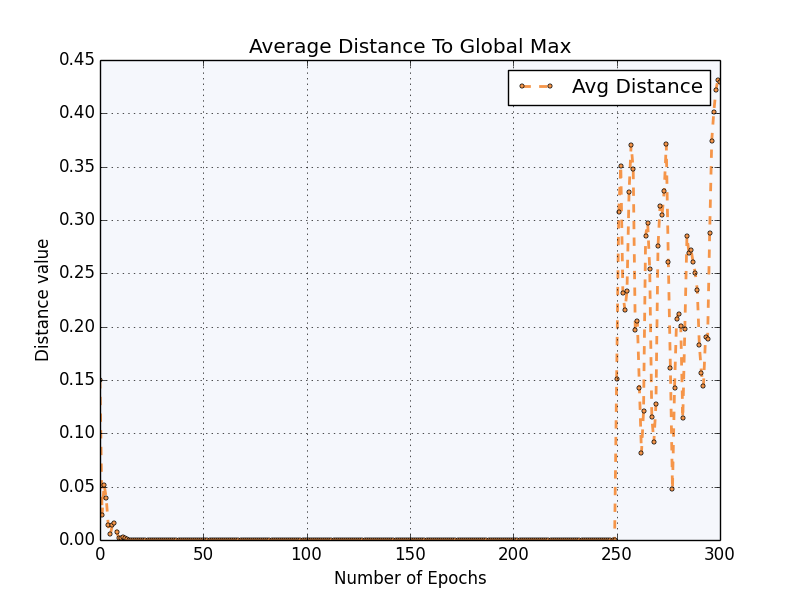 Average Distance To Global Max
Avg Distance
0.45
0.40
0.35
0.30
0.25
0.20
0.15
0.10
0.05
0.00
Distance value
0 50 100 150 200 250 300
Number of Epochs